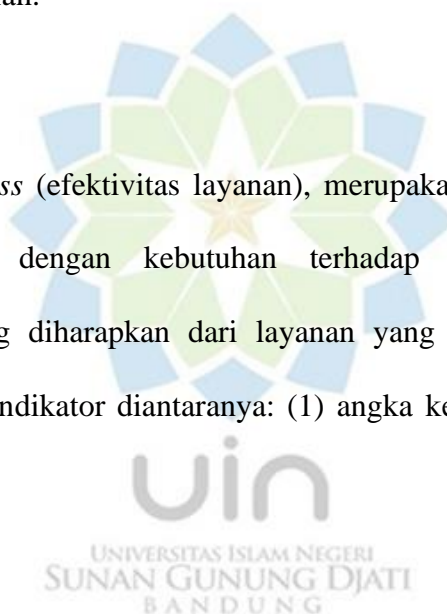 ss (efektivitas layanan), merupaka
dengan kebutuhan terhadap
g diharapkan dari layanan yang
ndikator diantaranya: (1) angka ke
uin
UNIVERSITAS ISLAM NEGERI
SUNAN GUNUNG DJATI
BANDUNG